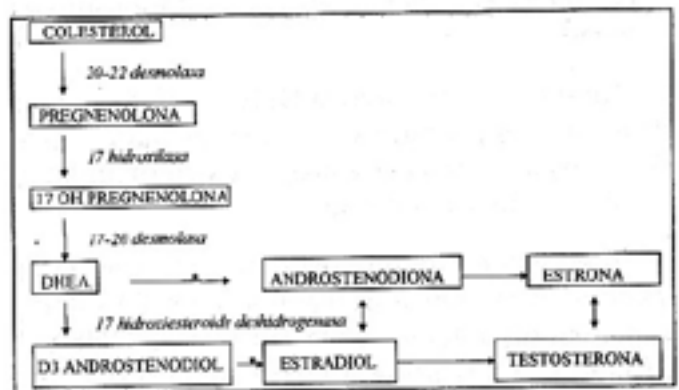 COLESTEROL
20-22 desmolasa
PREGNENOLONA
17 hidroxilasa
17 OH PREGNENOLONA
17-20 desmolasa
DHEA
ANDROSTENODIONA
ESTRONA
17 hidroxiesteroide deshidrogenasa
D3 ANDROSTENODIOL
ESTRADIOL
TESTOSTERONA